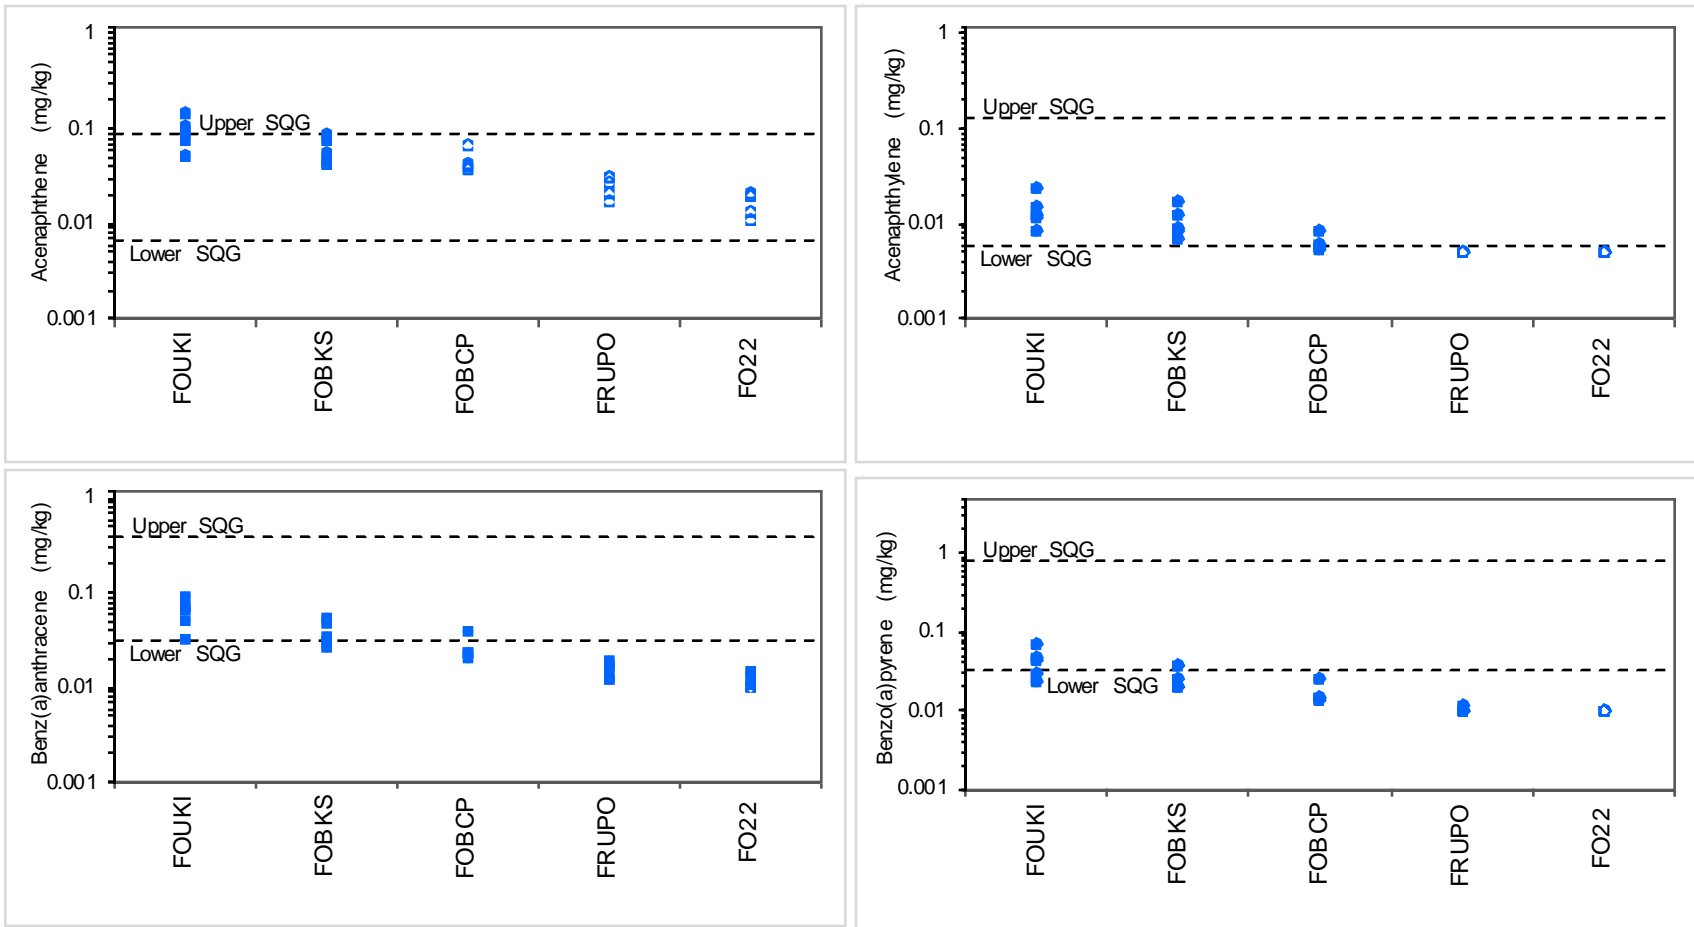 Acenaphthene (mg/kg)
1
0.1
0.01
0.001
Upper SQG
Lower SQG
FOUKI
FOBKS
FOBCP
FRUPO
FO22
Acenaphthylene (mg/kg)
1
0.1
0.01
0.001
Upper SQG
Lower SQG
FOUKI
FOBKS
FOBCP
FRUPO
FO22
Benz(a)anthracene (mg/kg)
1
0.1
0.01
0.001
Upper SQG
Lower SQG
FOUKI
FOBKS
FOBCP
FRUPO
FO22
Benzo(a)pyrene (mg/kg)
1
0.1
0.01
0.001
Upper SQG
Lower SQG
FOUKI
FOBKS
FOBCP
FRUPO
FO22